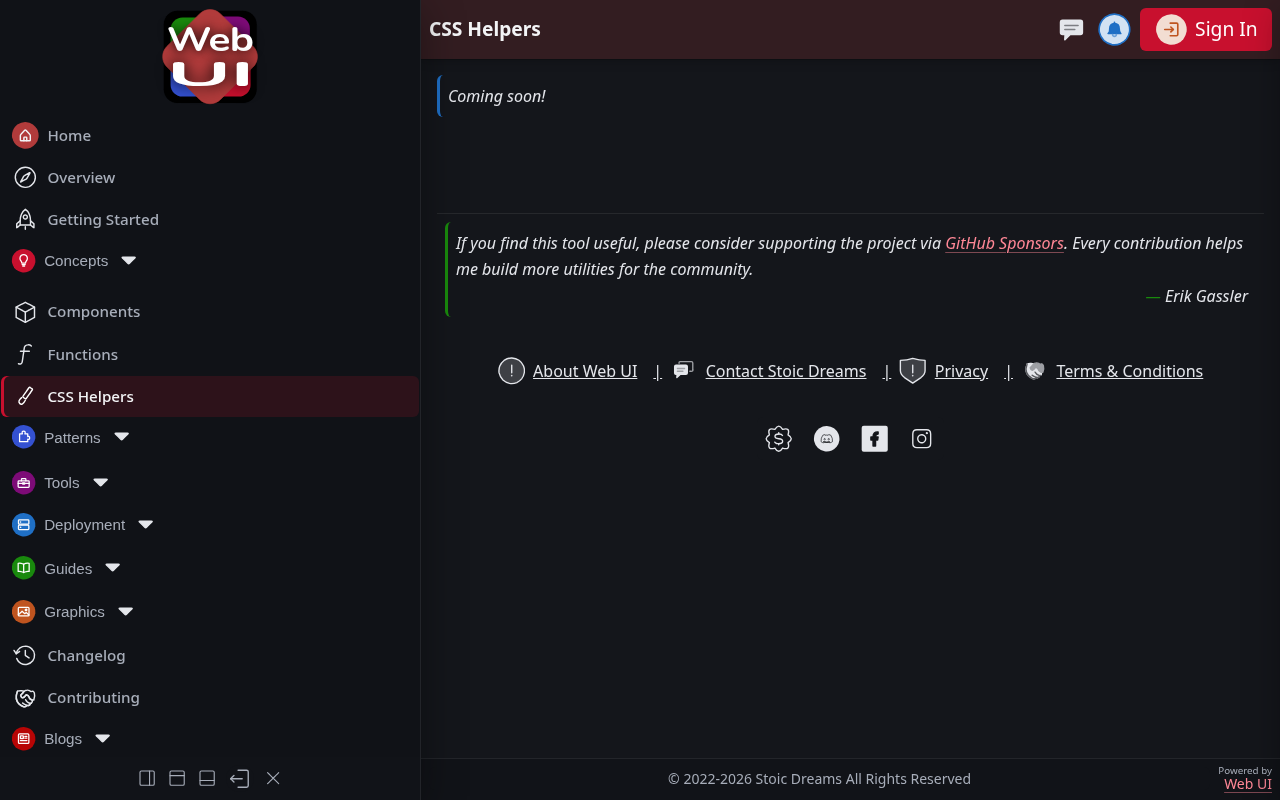 Web
UI
Home
Overview
Getting Started
Concepts
Components
Functions
CSS Helpers
Patterns
Tools
Deployment
Guides
Graphics
Changelog
Contributing
Blogs
CSS Helpers
Sign In
Coming soon!
If you find this tool useful, please consider supporting the project via GitHub Sponsors. Every contribution helps
me build more utilities for the community.
— Erik Gassler
About Web UI | Contact Stoic Dreams | Privacy | Terms & Conditions
© 2022-2026 Stoic Dreams All Rights Reserved
Powered by
Web UI